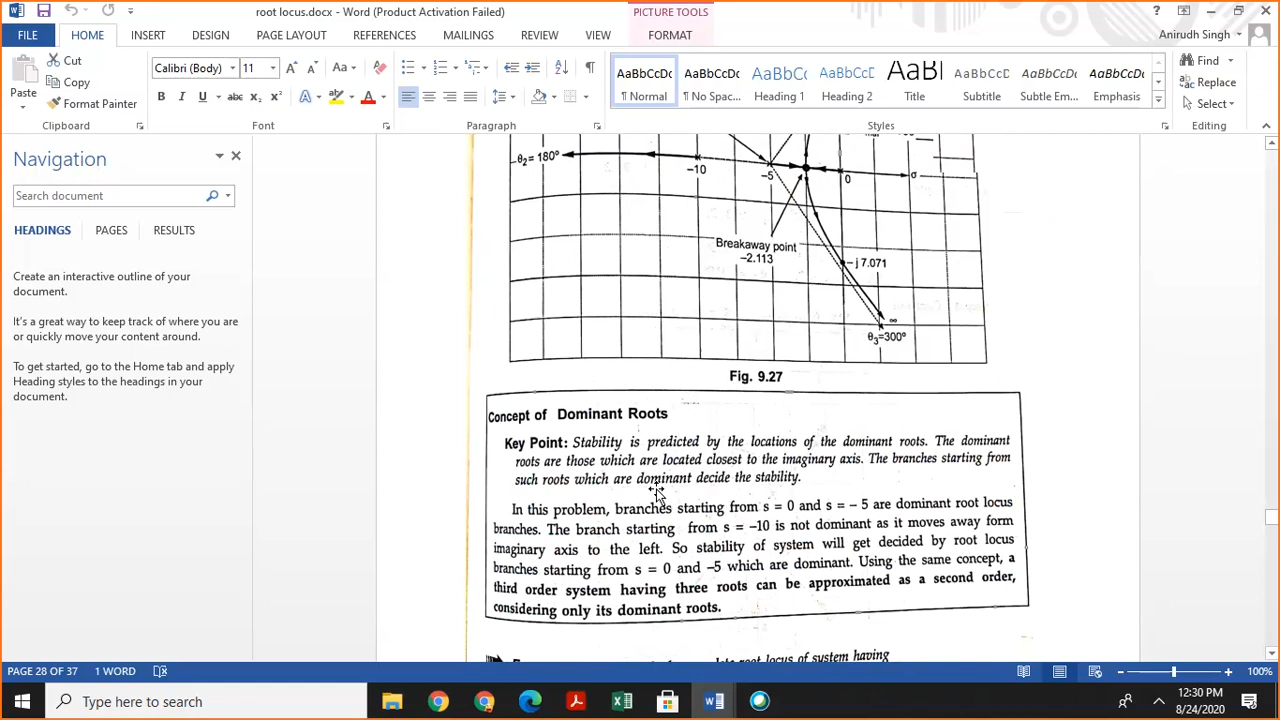 root locus.docx - Word (Product Activation Failed)
PICTURE TOOLS
FILE
HOME
INSERT
DESIGN
PAGE LAYOUT
REFERENCES
MAILINGS
REVIEW
VIEW
FORMAT
Anirudh Singh
Paste
Cut
Copy
Format Painter
Calibri (Body)
11
AaBbCcDc
¶ Normal
AaBbCcDc
¶ No Spac...
AaBbCc
Heading 1
AaBbCcC
Heading 2
AaBl
Title
AaBbCcD
Subtitle
AaBbCcDc
Subtle Em...
AaBbCcDc
Emphasis
Find
Replace
Select
Clipboard
Font
Paragraph
Styles
Editing
Navigation
Search document
HEADINGS
PAGES
RESULTS
Create an interactive outline of your
document.
It's a great way to keep track of where you are
or quickly move your content around.
To get started, go to the Home tab and apply
Heading styles to the headings in your
document.
θ2= 180°
−10
−5
0
σ
Breakaway point
−2.113
− j 7.071
∞
θ3=300°
Fig. 9.27
Concept of Dominant Roots
Key Point: Stability is predicted by the locations of the dominant roots. The dominant
roots are those which are located closest to the imaginary axis. The branches starting from
such roots which are dominant decide the stability.
In this problem, branches starting from s = 0 and s = − 5 are dominant root locus
branches. The branch starting from s = −10 is not dominant as it moves away form
imaginary axis to the left. So stability of system will get decided by root locus
branches starting from s = 0 and −5 which are dominant. Using the same concept, a
third order system having three roots can be approximated as a second order,
considering only its dominant roots.
root locus of system having
PAGE 28 OF 37
1 WORD
100%
Type here to search
12:30 PM
8/24/2020